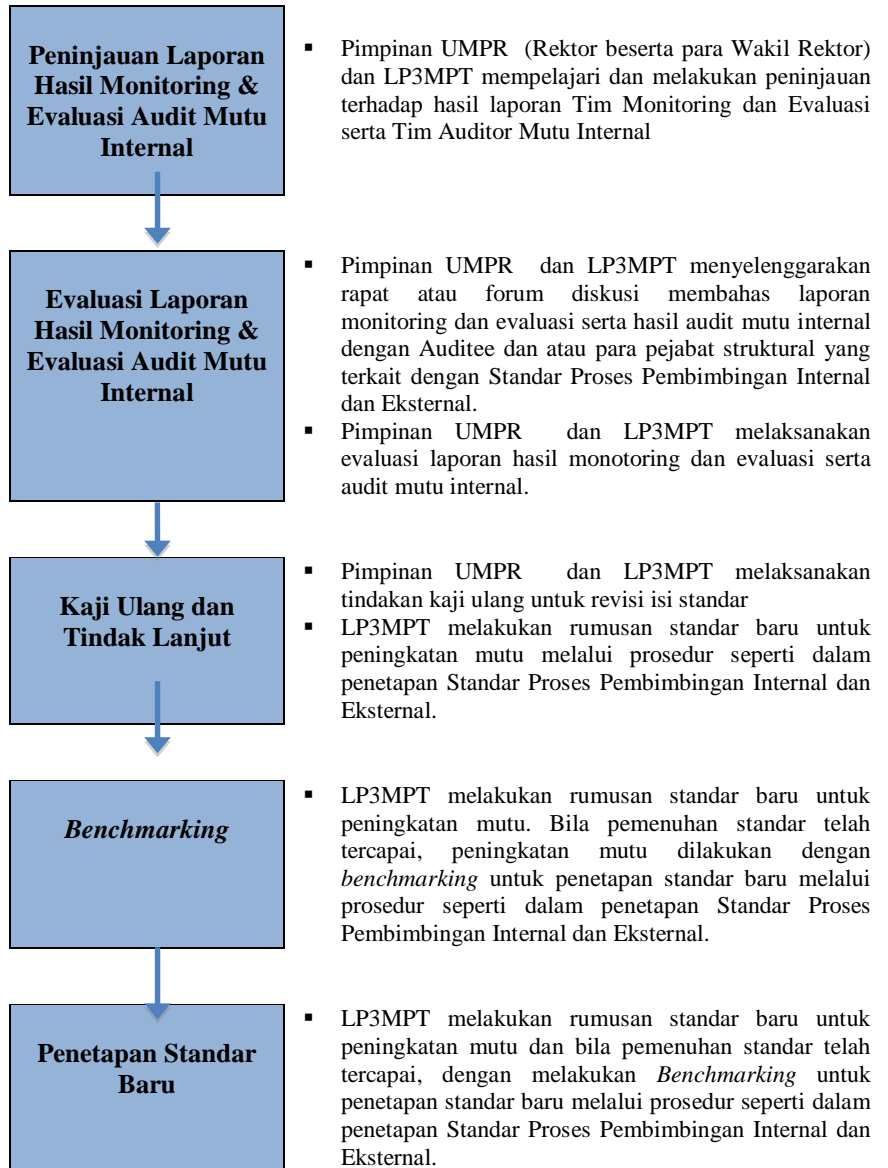 Peninjauan Laporan
Hasil Monitoring &
Evaluasi Audit Mutu
Internal
▪ Pimpinan UMPR (Rektor beserta para Wakil Rektor)
dan LP3MPT mempelajari dan melakukan peninjauan
terhadap hasil laporan Tim Monitoring dan Evaluasi
serta Tim Auditor Mutu Internal
Evaluasi Laporan
Hasil Monitoring &
Evaluasi Audit Mutu
Internal
▪ Pimpinan UMPR dan LP3MPT menyelenggarakan
rapat atau forum diskusi membahas laporan
monitoring dan evaluasi serta hasil audit mutu internal
dengan Auditee dan atau para pejabat struktural yang
terkait dengan Standar Proses Pembimbingan Internal
dan Eksternal.
▪ Pimpinan UMPR dan LP3MPT melaksanakan
evaluasi laporan hasil monotoring dan evaluasi serta
audit mutu internal.
Kaji Ulang dan
Tindak Lanjut
▪ Pimpinan UMPR dan LP3MPT melaksanakan
tindakan kaji ulang untuk revisi isi standar
▪ LP3MPT melakukan rumusan standar baru untuk
peningkatan mutu melalui prosedur seperti dalam
penetapan Standar Proses Pembimbingan Internal dan
Eksternal.
Benchmarking
▪ LP3MPT melakukan rumusan standar baru untuk
peningkatan mutu. Bila pemenuhan standar telah
tercapai, peningkatan mutu dilakukan dengan
benchmarking untuk penetapan standar baru melalui
prosedur seperti dalam penetapan Standar Proses
Pembimbingan Internal dan Eksternal.
Penetapan Standar
Baru
▪ LP3MPT melakukan rumusan standar baru untuk
peningkatan mutu dan bila pemenuhan standar telah
tercapai, dengan melakukan Benchmarking untuk
penetapan standar baru melalui prosedur seperti dalam
penetapan Standar Proses Pembimbingan Internal dan
Eksternal.